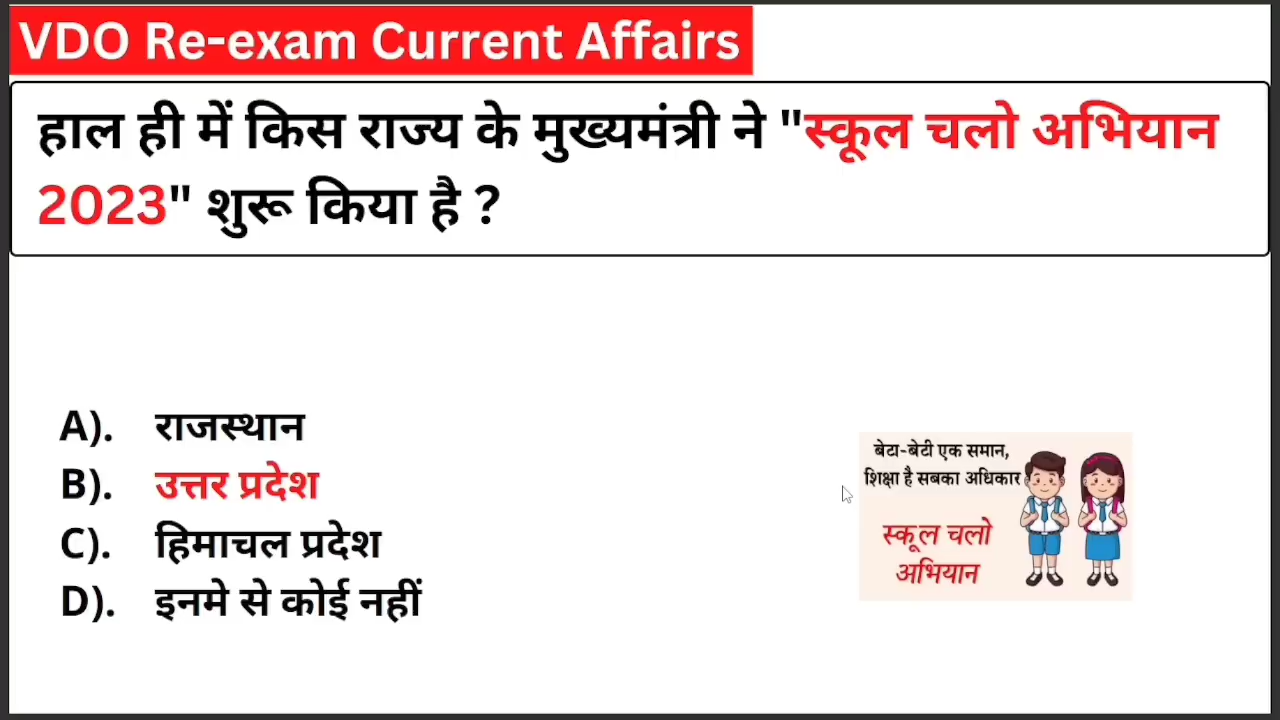 VDO Re-exam Current Affairs
हाल ही में किस राज्य के मुख्यमंत्री ने "स्कूल चलो अभियान
2023" शुरू किया है ?
A). राजस्थान
B). उत्तर प्रदेश
C). हिमाचल प्रदेश
D). इनमे से कोई नहीं
बेटा-बेटी एक समान,
शिक्षा है सबका अधिकार
स्कूल चलो
अभियान